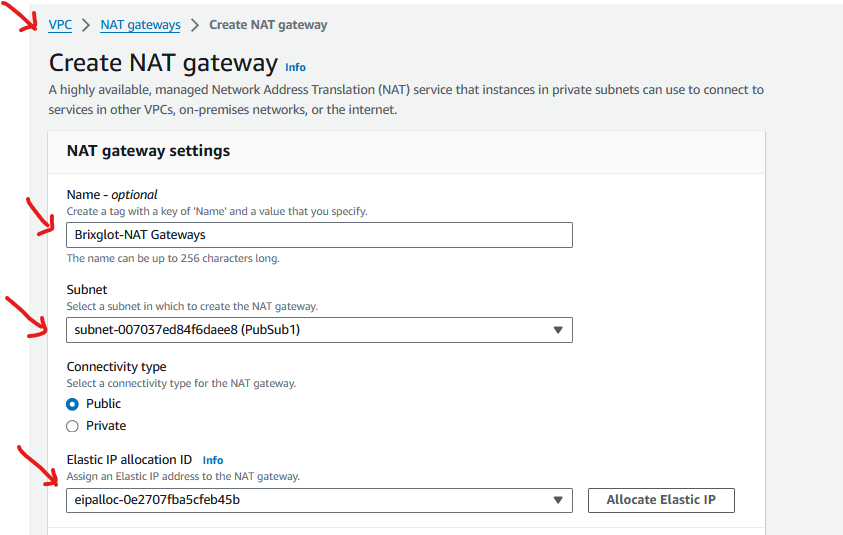 VPC > NAT gateways > Create NAT gateway
Create NAT gateway Info
A highly available, managed Network Address Translation (NAT) service that instances in private subnets can use to connect to
services in other VPCs, on-premises networks, or the internet.
NAT gateway settings
Name - optional
Create a tag with a key of 'Name' and a value that you specify.
Brixglot-NAT Gateways
The name can be up to 256 characters long.
Subnet
Select a subnet in which to create the NAT gateway.
subnet-007037ed84f6daee8 (PubSub1)
Connectivity type
Select a connectivity type for the NAT gateway.
Public
Private
Elastic IP allocation ID Info
Assign an Elastic IP address to the NAT gateway.
eipalloc-0e2707fba5cfeb45b
Allocate Elastic IP